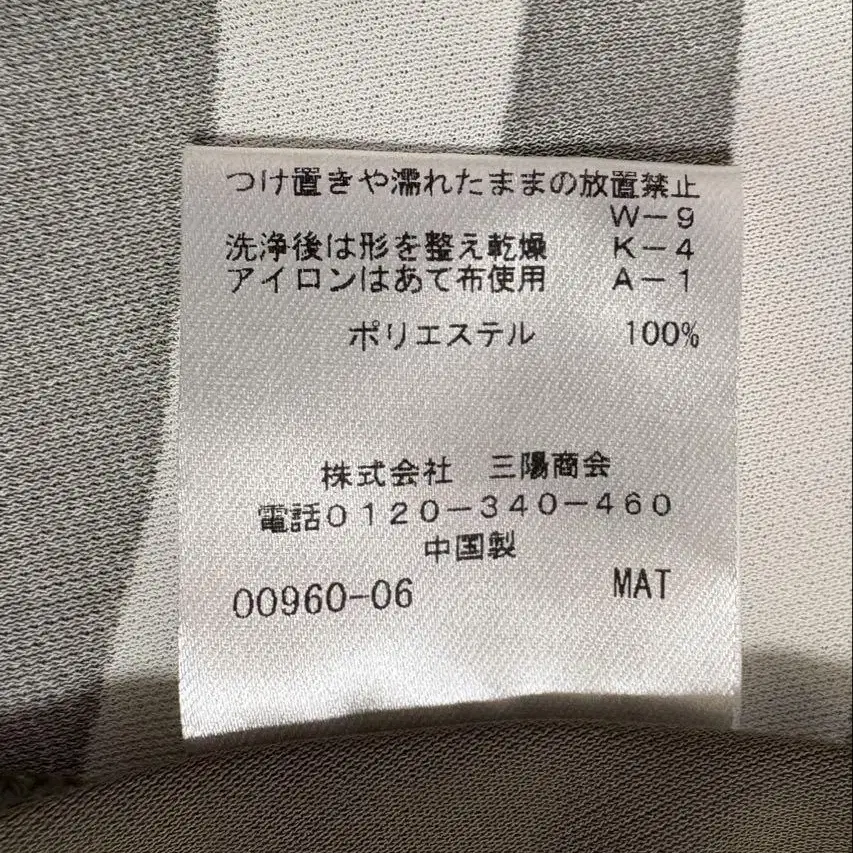 つけ置きや濡れたままの放置禁止
W－9
洗浄後は形を整え乾燥 K－4
アイロンはあて布使用 A－1
ポリエステル 100%
株式会社 三陽商会
電話0120－340－460
中国製
00960-06 MAT